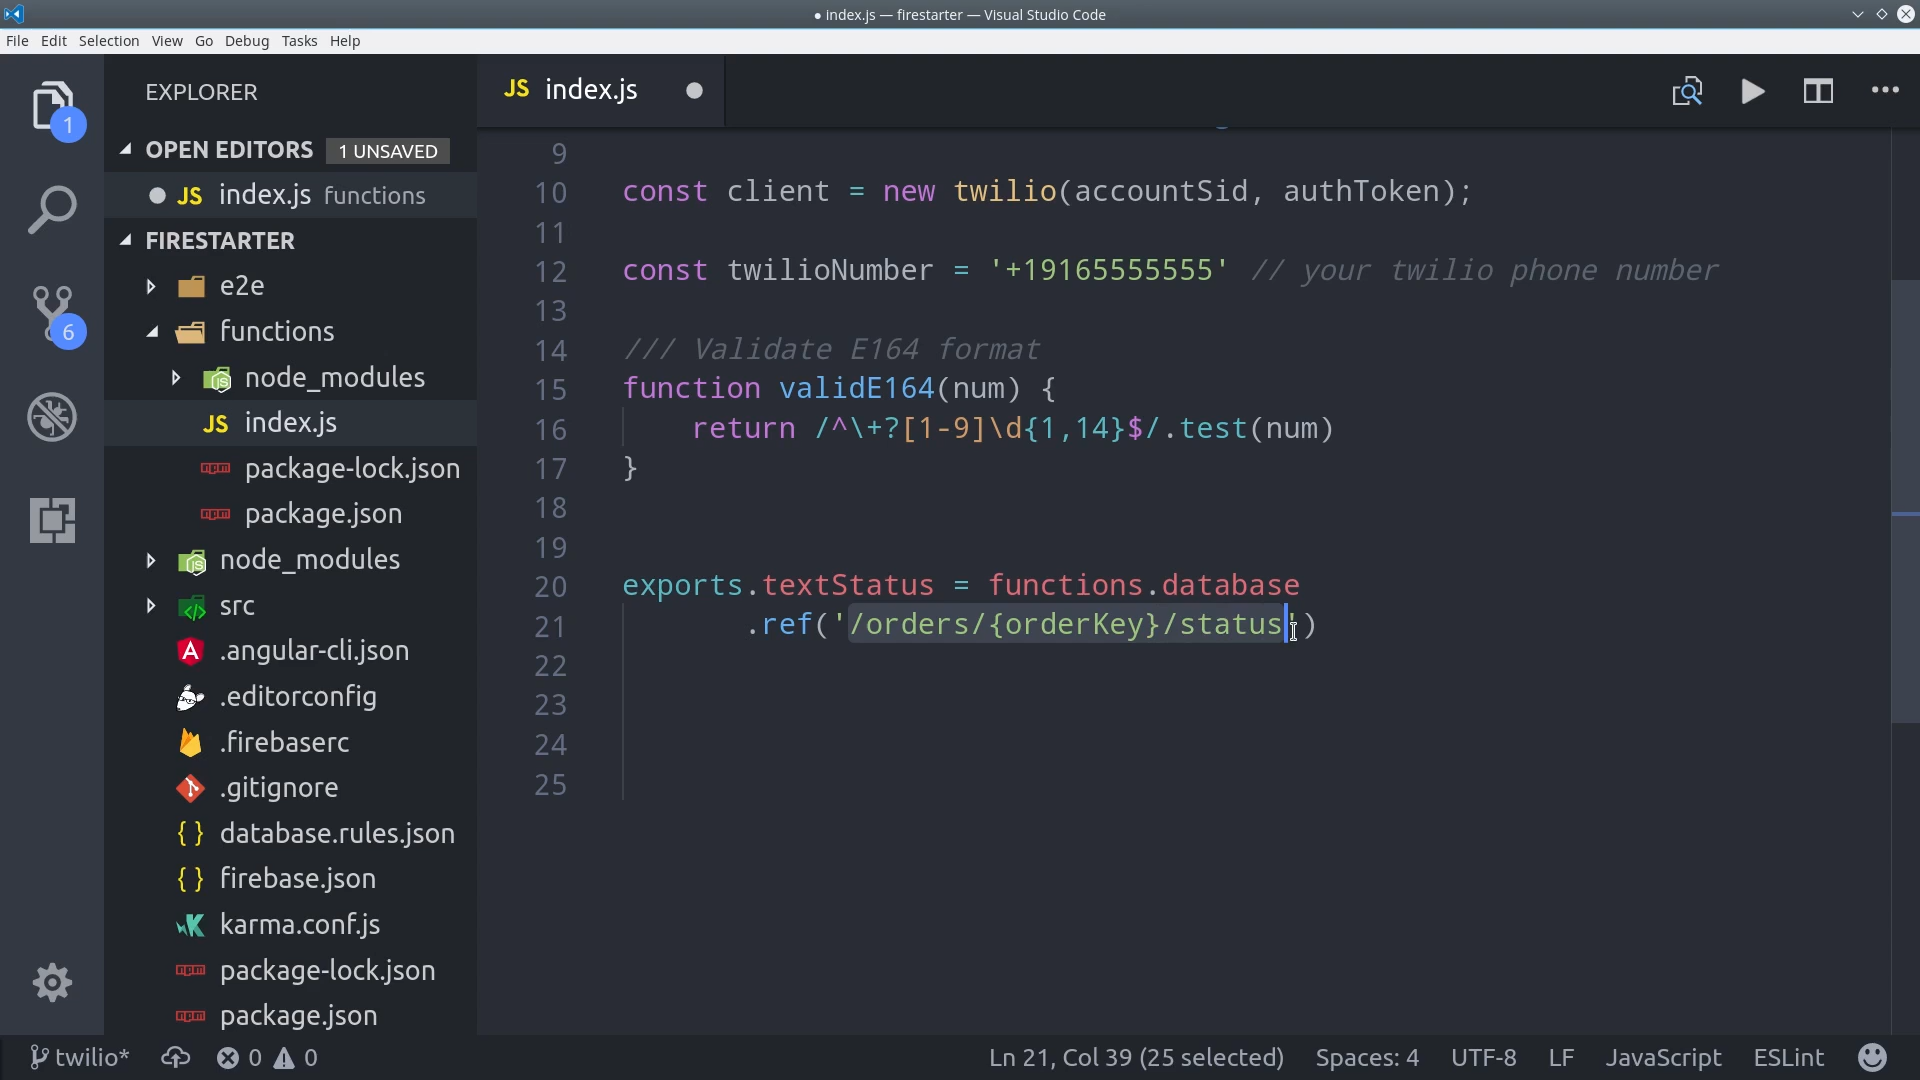 ● index.js — firestarter — Visual Studio Code
File Edit Selection View Go Debug Tasks Help
EXPLORER
OPEN EDITORS 1 UNSAVED
JS index.js functions
FIRESTARTER
e2e
functions
node_modules
JS index.js
package-lock.json
package.json
node_modules
src
.angular-cli.json
.editorconfig
.firebaserc
.gitignore
{ } database.rules.json
{ } firebase.json
karma.conf.js
package-lock.json
package.json
1
6
JS index.js
9
10 const client = new twilio(accountSid, authToken);
11
12 const twilioNumber = '+19165555555' // your twilio phone number
13
14 /// Validate E164 format
15 function validE164(num) {
16 return /^\+?[1-9]\d{1,14}$/.test(num)
17 }
18
19
20 exports.textStatus = functions.database
21 .ref('/orders/{orderKey}/status')
22
23
24
25
twilio* 0 0 Ln 21, Col 39 (25 selected) Spaces: 4 UTF-8 LF JavaScript ESLint